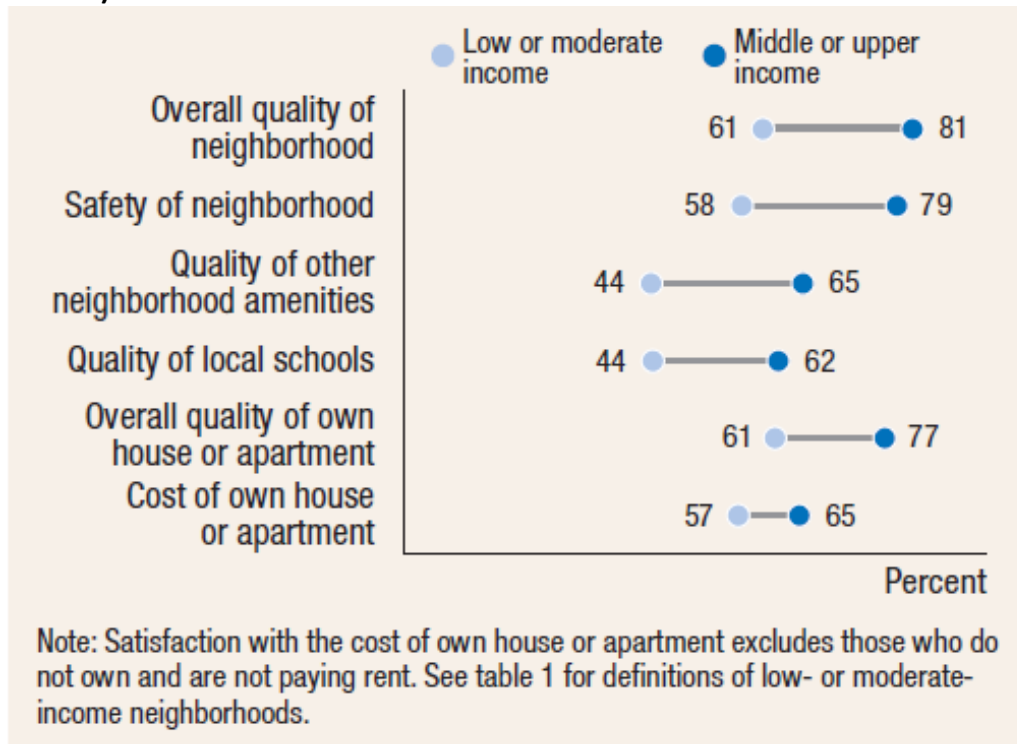 Low or moderate
income
Middle or upper
income
Overall quality of
neighborhood
61
81
Safety of neighborhood
58
79
Quality of other
neighborhood amenities
44
65
Quality of local schools
44
62
Overall quality of own
house or apartment
61
77
Cost of own house
or apartment
57
65
Percent
Note: Satisfaction with the cost of own house or apartment excludes those who do
not own and are not paying rent. See table 1 for definitions of low- or moderate-
income neighborhoods.